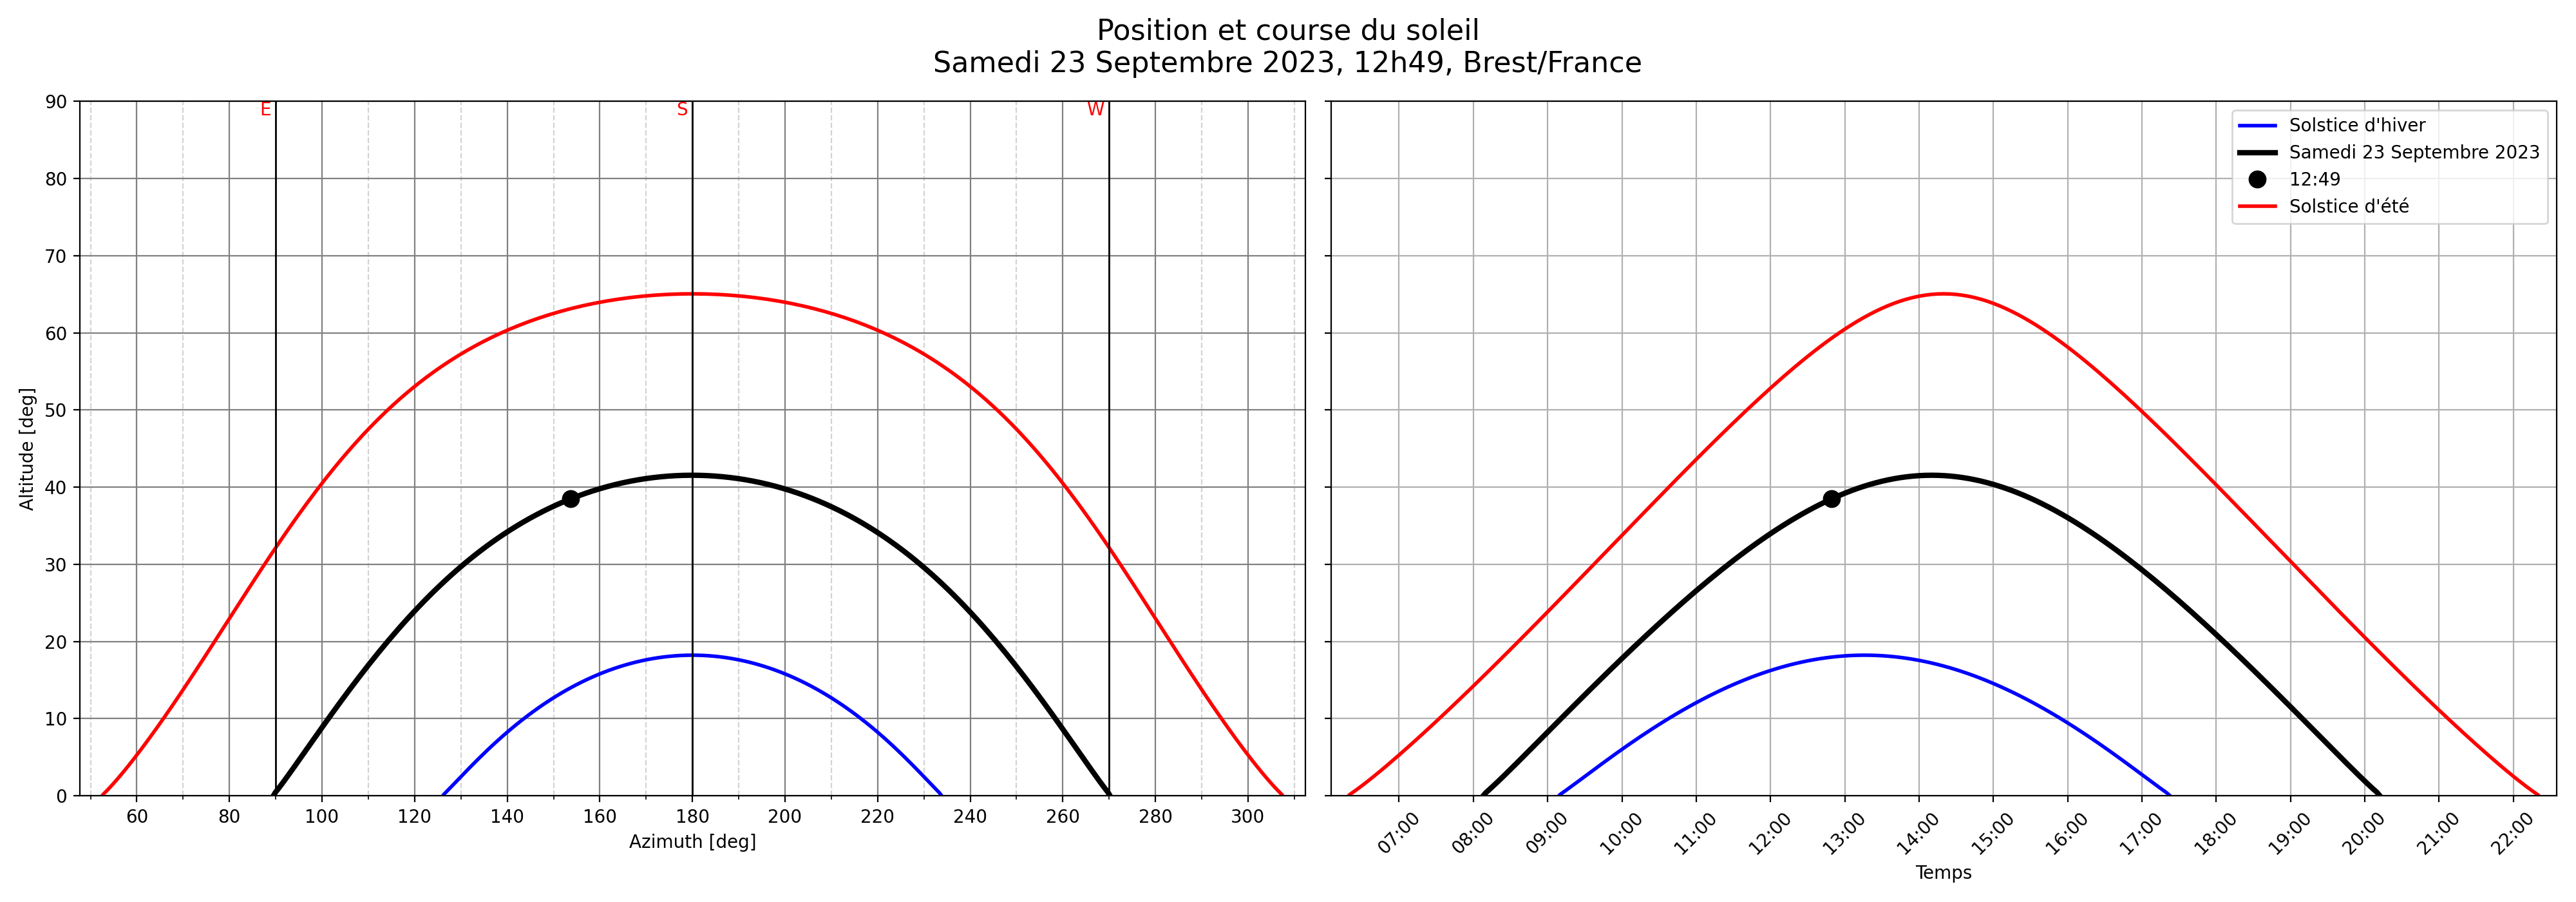 Position et course du soleil
Samedi 23 Septembre 2023, 12h49, Brest/France
E
S
W
90
80
70
60
50
40
30
20
10
0
Altitude [deg]
60 80 100 120 140 160 180 200 220 240 260 280 300
Azimuth [deg]
Solstice d'hiver
Samedi 23 Septembre 2023
12:49
Solstice d'été
07:00 08:00 09:00 10:00 11:00 12:00 13:00 14:00 15:00 16:00 17:00 18:00 19:00 20:00 21:00 22:00
Temps